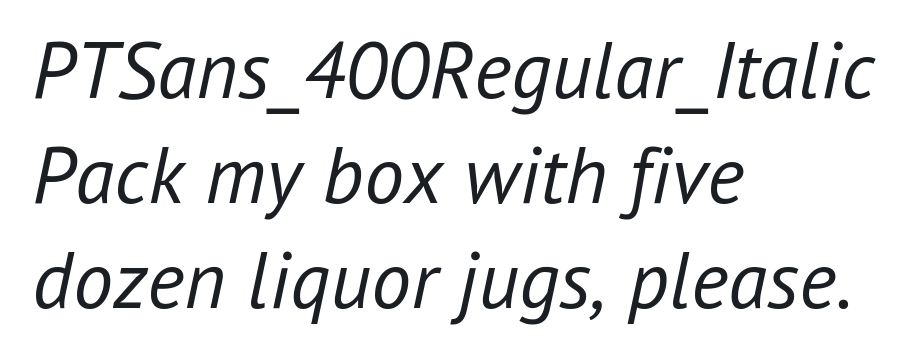 PTSans_400Regular_Italic
Pack my box with five
dozen liquor jugs, please.